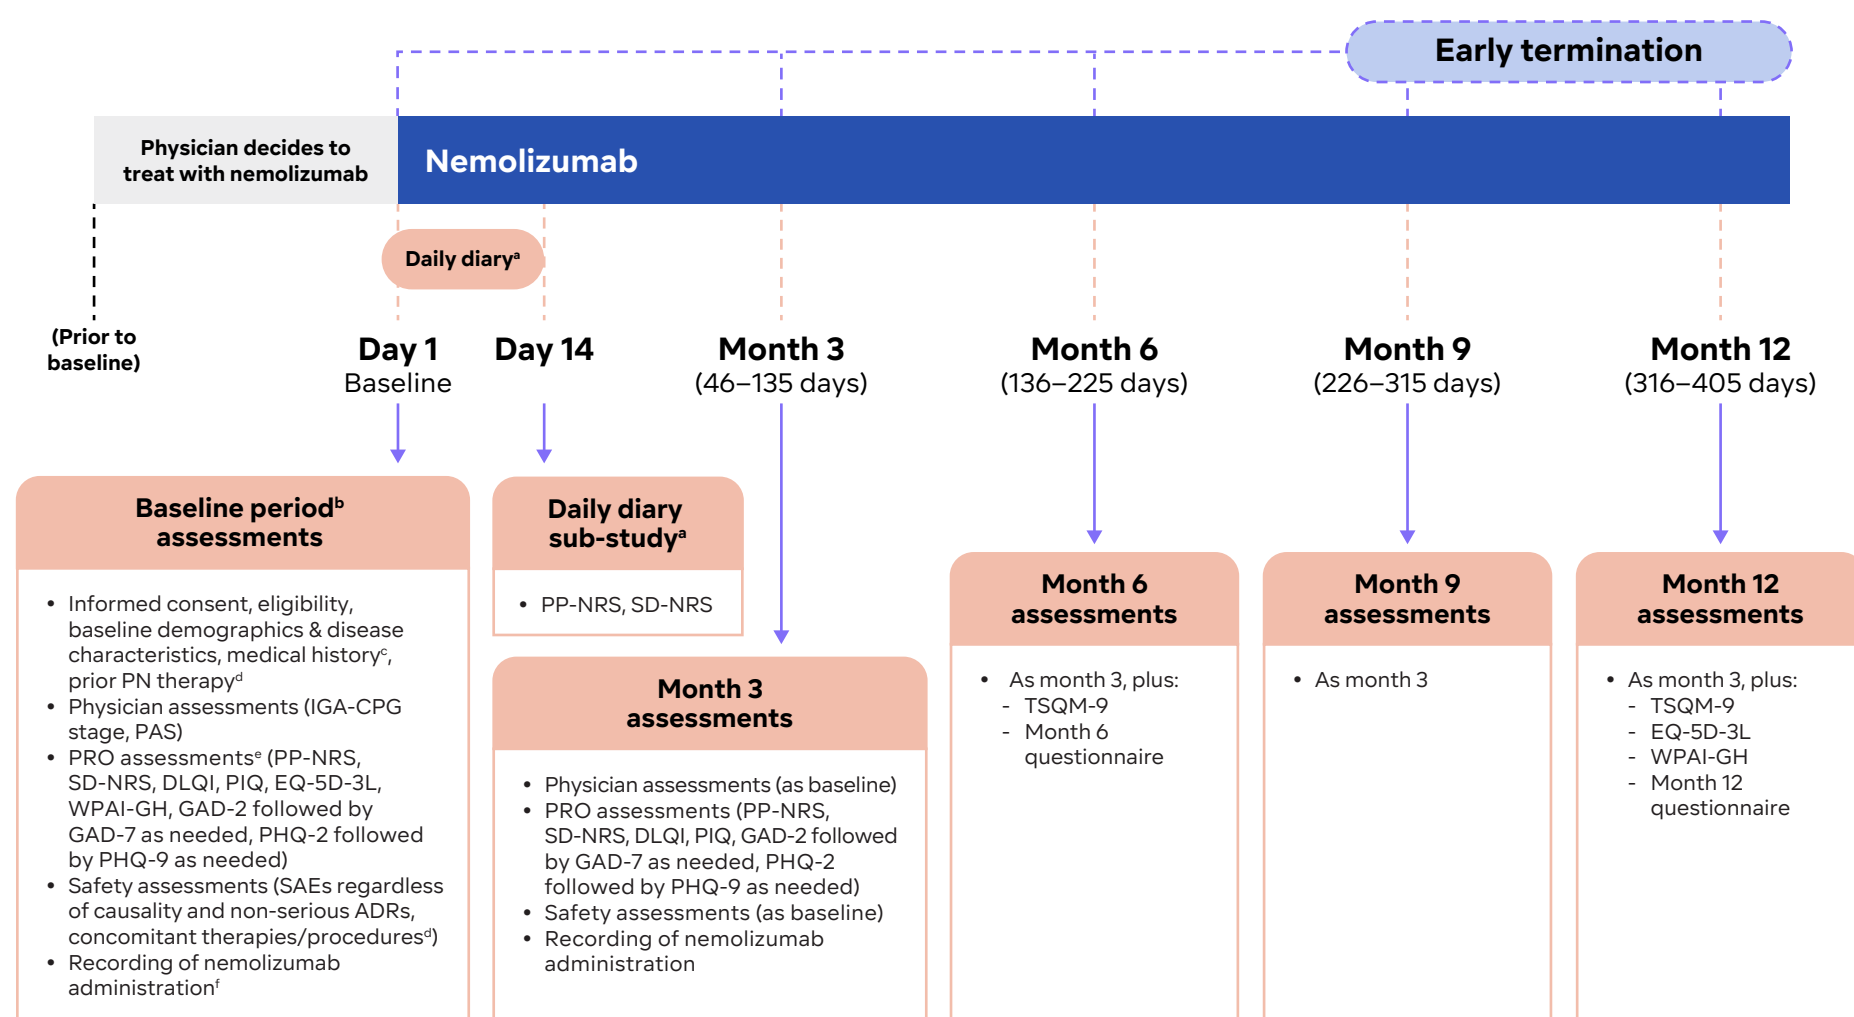 Early termination
Physician decides to
treat with nemolizumab
Nemolizumab
Daily diaryᵃ
(Prior to
baseline)
Day 1
Baseline
Day 14
Month 3
(46–135 days)
Month 6
(136–225 days)
Month 9
(226–315 days)
Month 12
(316–405 days)
Baseline periodᵇ
assessments
• Informed consent, eligibility,
baseline demographics & disease
characteristics, medical historyᶜ,
prior PN therapyᵈ
• Physician assessments (IGA-CPG
stage, PAS)
• PRO assessmentsᵉ (PP-NRS,
SD-NRS, DLQI, PIQ, EQ-5D-3L,
WPAI-GH, GAD-2 followed by
GAD-7 as needed, PHQ-2 followed
by PHQ-9 as needed)
• Safety assessments (SAEs regardless
of causality and non-serious ADRs,
concomitant therapies/proceduresᵈ)
• Recording of nemolizumab
administrationᶠ
Daily diary
sub-studyᵃ
• PP-NRS, SD-NRS
Month 3
assessments
• Physician assessments (as baseline)
• PRO assessments (PP-NRS,
SD-NRS, DLQI, PIQ, GAD-2 followed
by GAD-7 as needed, PHQ-2
followed by PHQ-9 as needed)
• Safety assessments (as baseline)
• Recording of nemolizumab
administration
Month 6
assessments
• As month 3, plus:
- TSQM-9
- Month 6
questionnaire
Month 9
assessments
• As month 3
Month 12
assessments
• As month 3, plus:
- TSQM-9
- EQ-5D-3L
- WPAI-GH
- Month 12
questionnaire